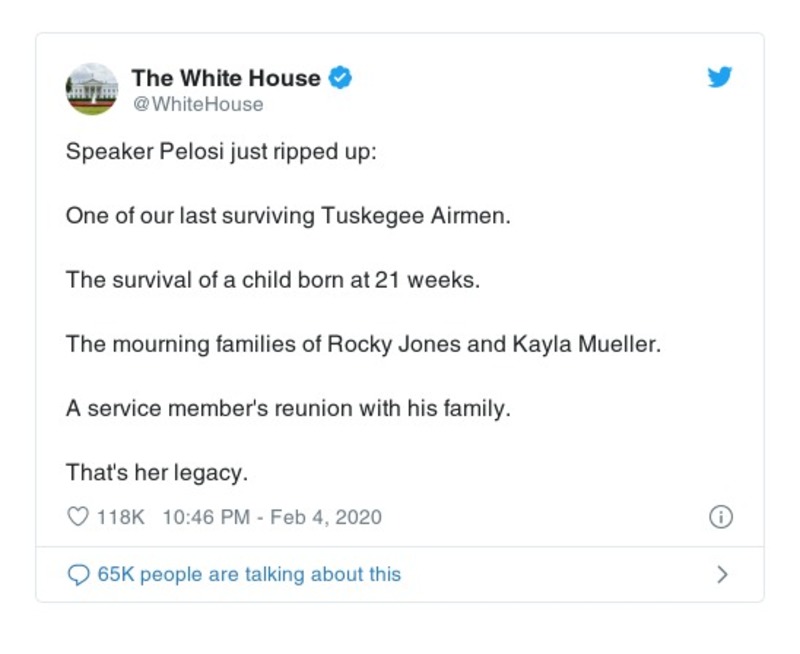 The White House
@WhiteHouse
Speaker Pelosi just ripped up:
One of our last surviving Tuskegee Airmen.
The survival of a child born at 21 weeks.
The mourning families of Rocky Jones and Kayla Mueller.
A service member's reunion with his family.
That's her legacy.
118K 10:46 PM - Feb 4, 2020
65K people are talking about this